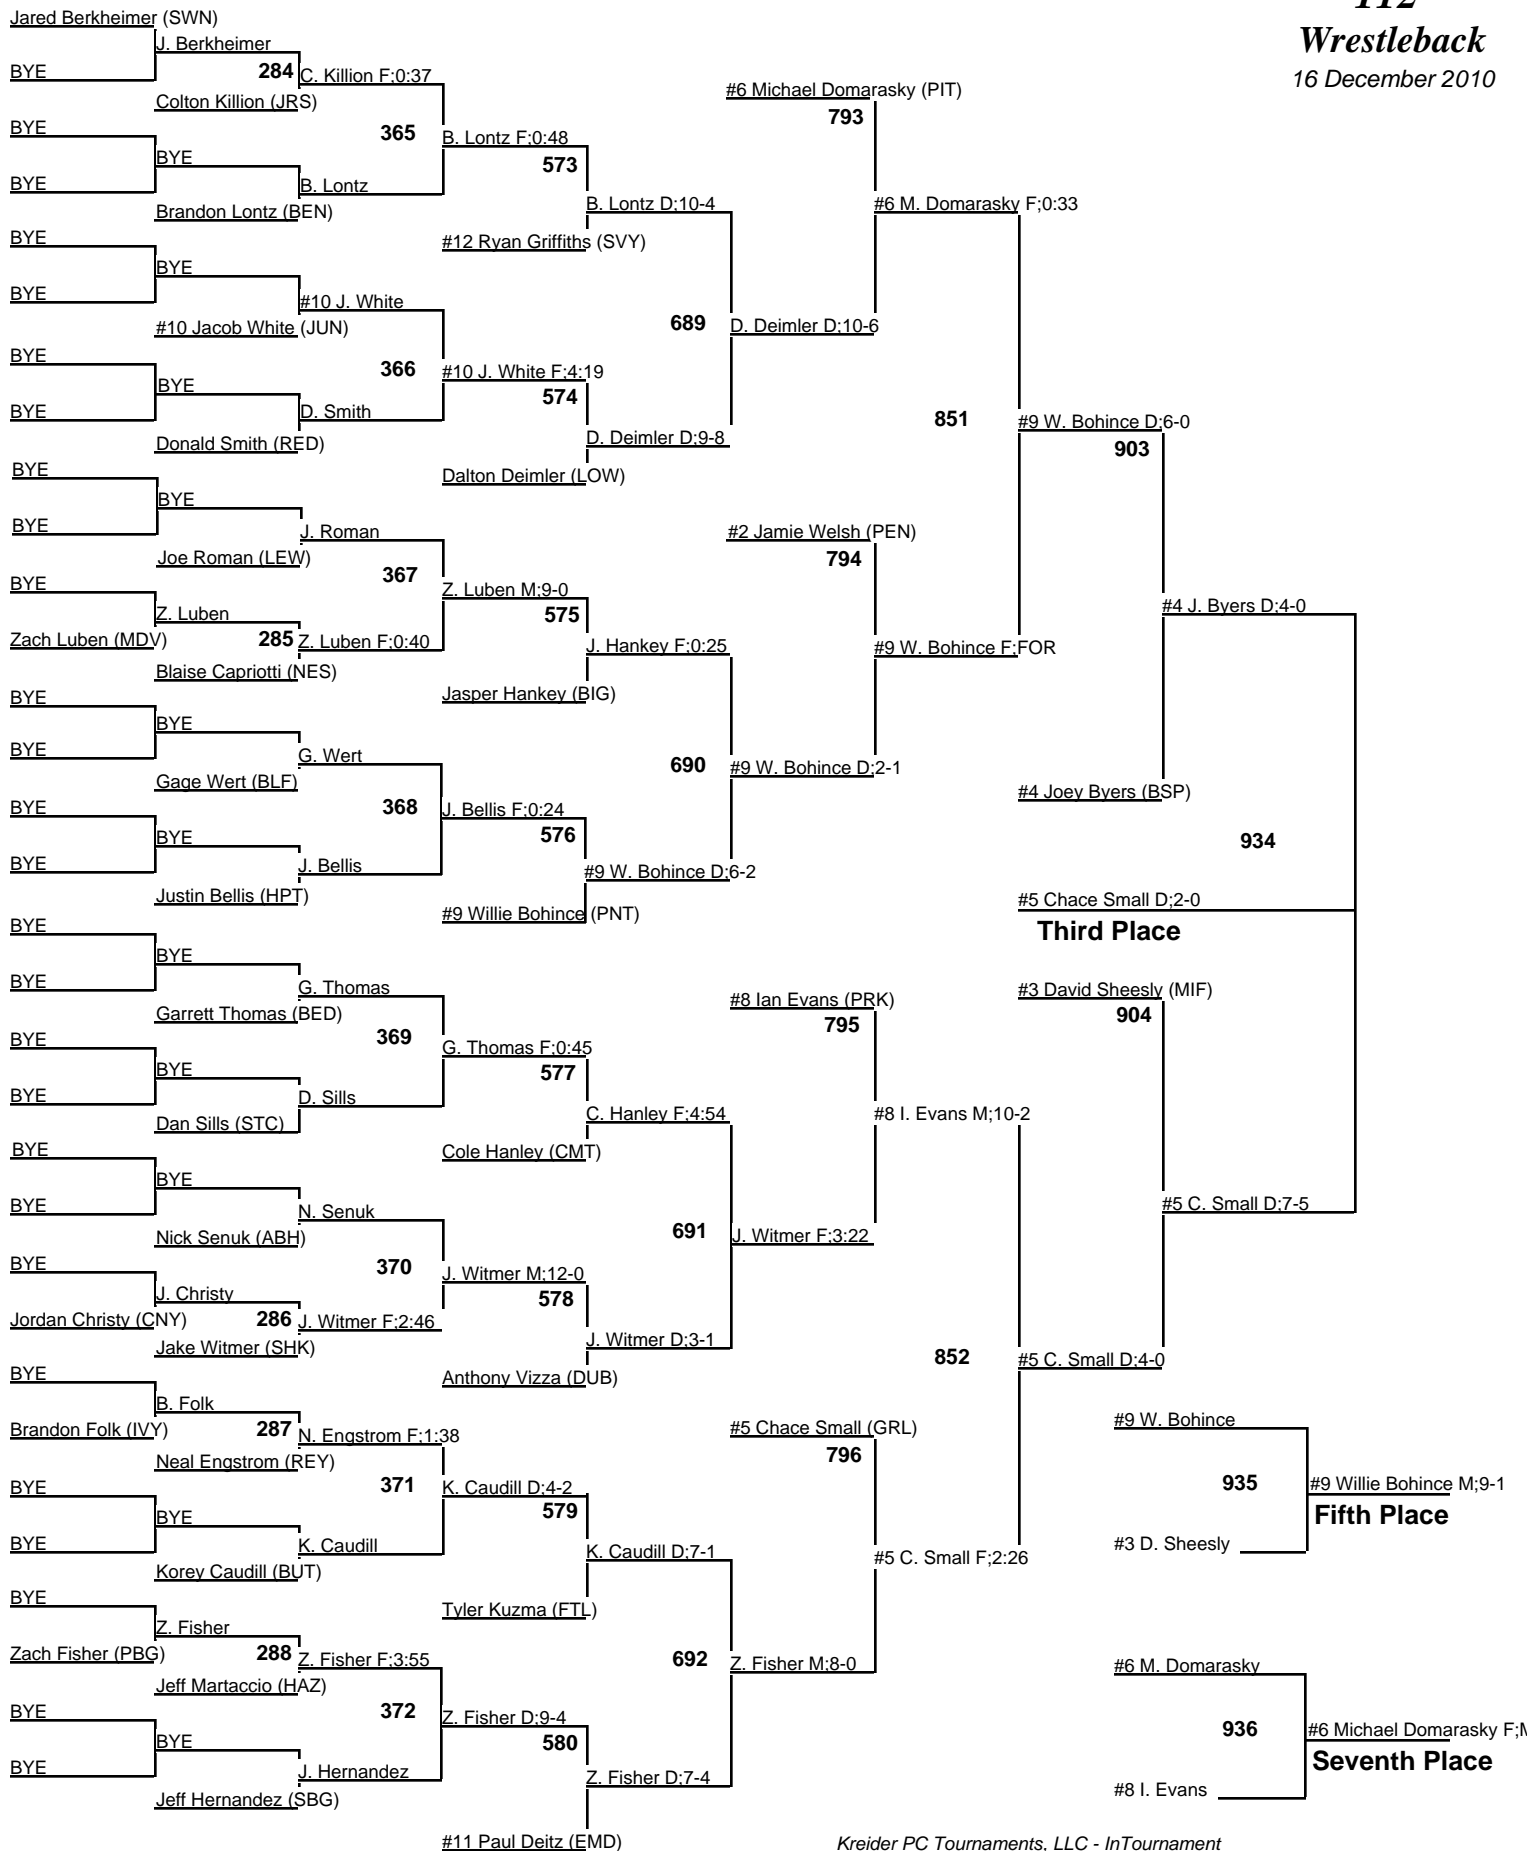 112
Wrestleback
16 December 2010
Jared Berkheimer (SWN)
J. Berkheimer
BYE
284
C. Killion F;0:37
Colton Killion (JRS)
#6 Michael Domarasky (PIT)
793
BYE
365
B. Lontz F;0:48
BYE
573
BYE
B. Lontz
Brandon Lontz (BEN)
B. Lontz D;10-4
#6 M. Domarasky F;0:33
BYE
#12 Ryan Griffiths (SVY)
BYE
BYE
#10 J. White
#10 Jacob White (JUN)
689
D. Deimler D;10-6
BYE
366
#10 J. White F;4:19
BYE
574
BYE
D. Smith
851
#9 W. Bohince D;6-0
Donald Smith (RED)
D. Deimler D;9-8
903
BYE
Dalton Deimler (LOW)
BYE
BYE
J. Roman
#2 Jamie Welsh (PEN)
Joe Roman (LEW)
794
BYE
367
Z. Luben M;9-0
Z. Luben
575
#4 J. Byers D;4-0
Zach Luben (MDV)
285
Z. Luben F;0:40
J. Hankey F;0:25
#9 W. Bohince F;FOR
Blaise Capriotti (NES)
BYE
Jasper Hankey (BIG)
BYE
BYE
G. Wert
690
#9 W. Bohince D;2-1
Gage Wert (BLF)
#4 Joey Byers (BSP)
BYE
368
J. Bellis F;0:24
BYE
576
934
BYE
J. Bellis
#9 W. Bohince D;6-2
Justin Bellis (HPT)
#5 Chace Small D;2-0
BYE
#9 Willie Bohince (PNT)
Third Place
BYE
BYE
G. Thomas
#8 Ian Evans (PRK)
#3 David Sheesly (MIF)
Garrett Thomas (BED)
795
904
BYE
369
G. Thomas F;0:45
BYE
577
BYE
D. Sills
Dan Sills (STC)
C. Hanley F;4:54
#8 I. Evans M;10-2
BYE
Cole Hanley (CMT)
BYE
BYE
N. Senuk
#5 C. Small D;7-5
Nick Senuk (ABH)
691
J. Witmer F;3:22
BYE
370
J. Witmer M;12-0
J. Christy
578
Jordan Christy (CNY)
286
J. Witmer F;2:46
Jake Witmer (SHK)
J. Witmer D;3-1
852
#5 C. Small D;4-0
BYE
Anthony Vizza (DUB)
B. Folk
Brandon Folk (IVY)
287
N. Engstrom F;1:38
#5 Chace Small (GRL)
#9 W. Bohince
Neal Engstrom (REY)
796
BYE
371
K. Caudill D;4-2
935
#9 Willie Bohince M;9-1
BYE
579
Fifth Place
BYE
K. Caudill
K. Caudill D;7-1
#5 C. Small F;2:26
#3 D. Sheesly
Korey Caudill (BUT)
BYE
Tyler Kuzma (FTL)
Z. Fisher
Zach Fisher (PBG)
288
Z. Fisher F;3:55
692
Z. Fisher M;8-0
#6 M. Domarasky
Jeff Martaccio (HAZ)
BYE
372
Z. Fisher D;9-4
936
#6 Michael Domarasky F;M
BYE
580
Seventh Place
BYE
J. Hernandez
Z. Fisher D;7-4
#8 I. Evans
Jeff Hernandez (SBG)
#11 Paul Deitz (EMD)
Kreider PC Tournaments, LLC - InTournament